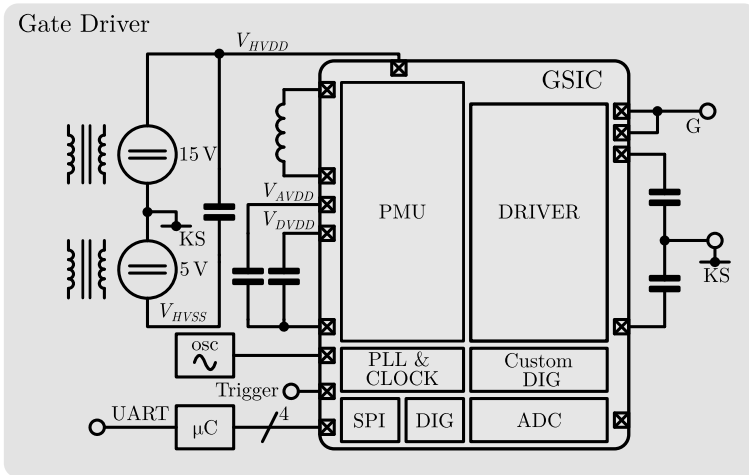 Gate Driver
V_HVDD
GSIC
15 V
G
V_AVDD
PMU
DRIVER
V_DVDD
KS
5 V
KS
V_HVSS
osc
PLL &
CLOCK
Custom
DIG
Trigger
UART
µC
4
SPI
DIG
ADC